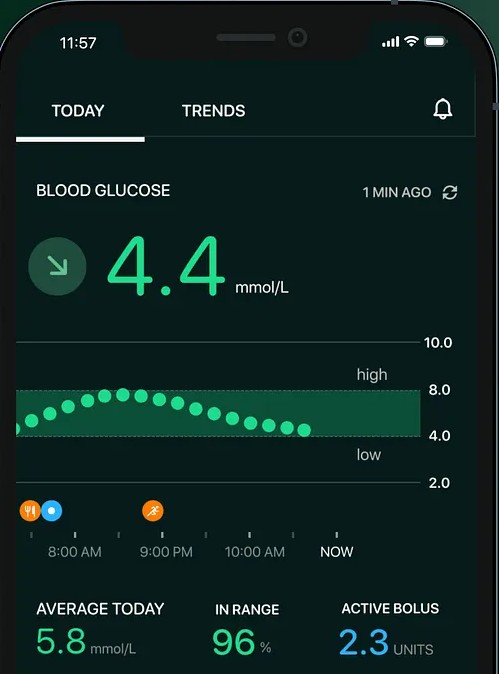 11:57
TODAY TRENDS
BLOOD GLUCOSE 1 MIN AGO
4.4 mmol/L
10.0
high
8.0
4.0
low
2.0
8:00 AM 9:00 PM 10:00 AM NOW
AVERAGE TODAY IN RANGE ACTIVE BOLUS
5.8 mmol/L 96 % 2.3 UNITS